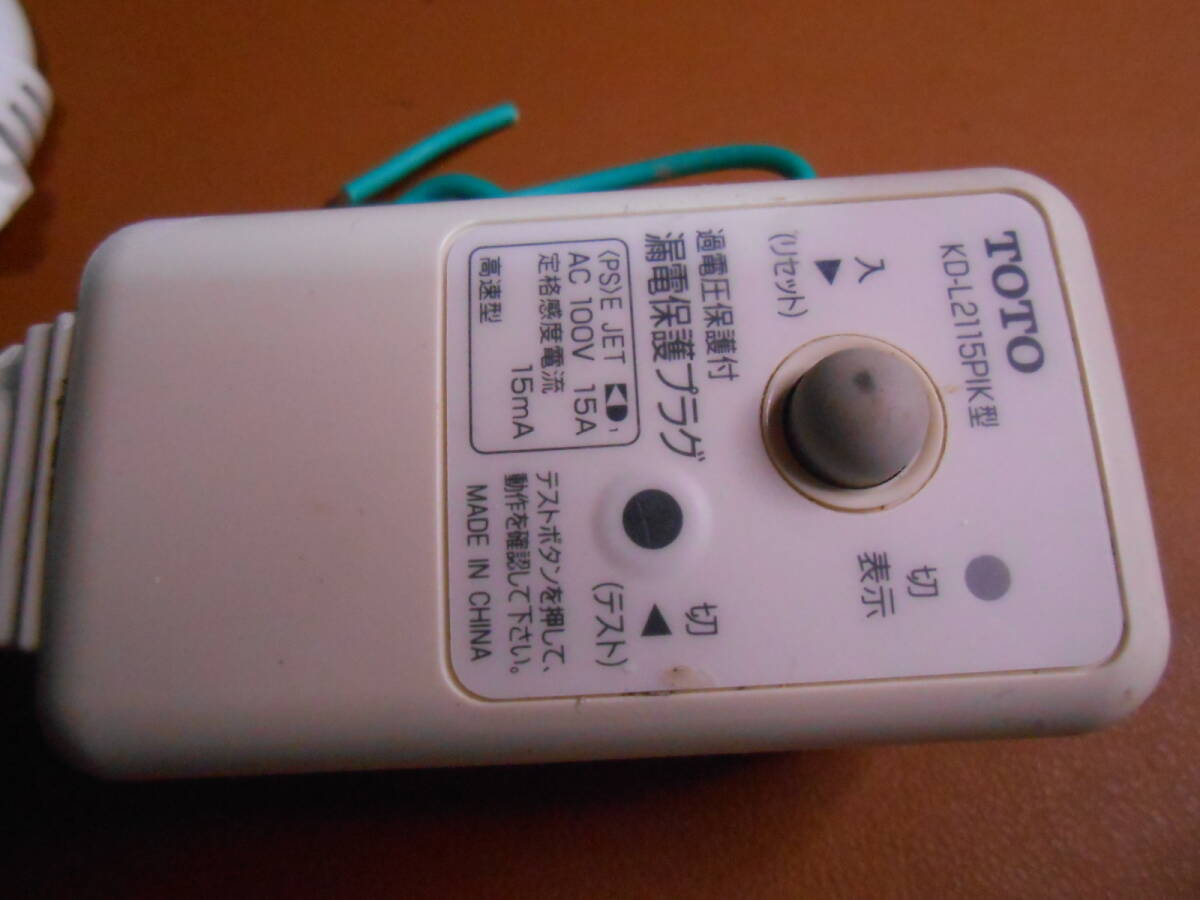 TOTO
KD-L2115PIK型
切
表示
入
(リセット)
切
(テスト)
過電圧保護付
漏電保護プラグ
〈PS〉E JET
AC 100V 15A
定格感度電流
15mA
高速型
テストボタンを押して、
動作を確認して下さい。
MADE IN CHINA